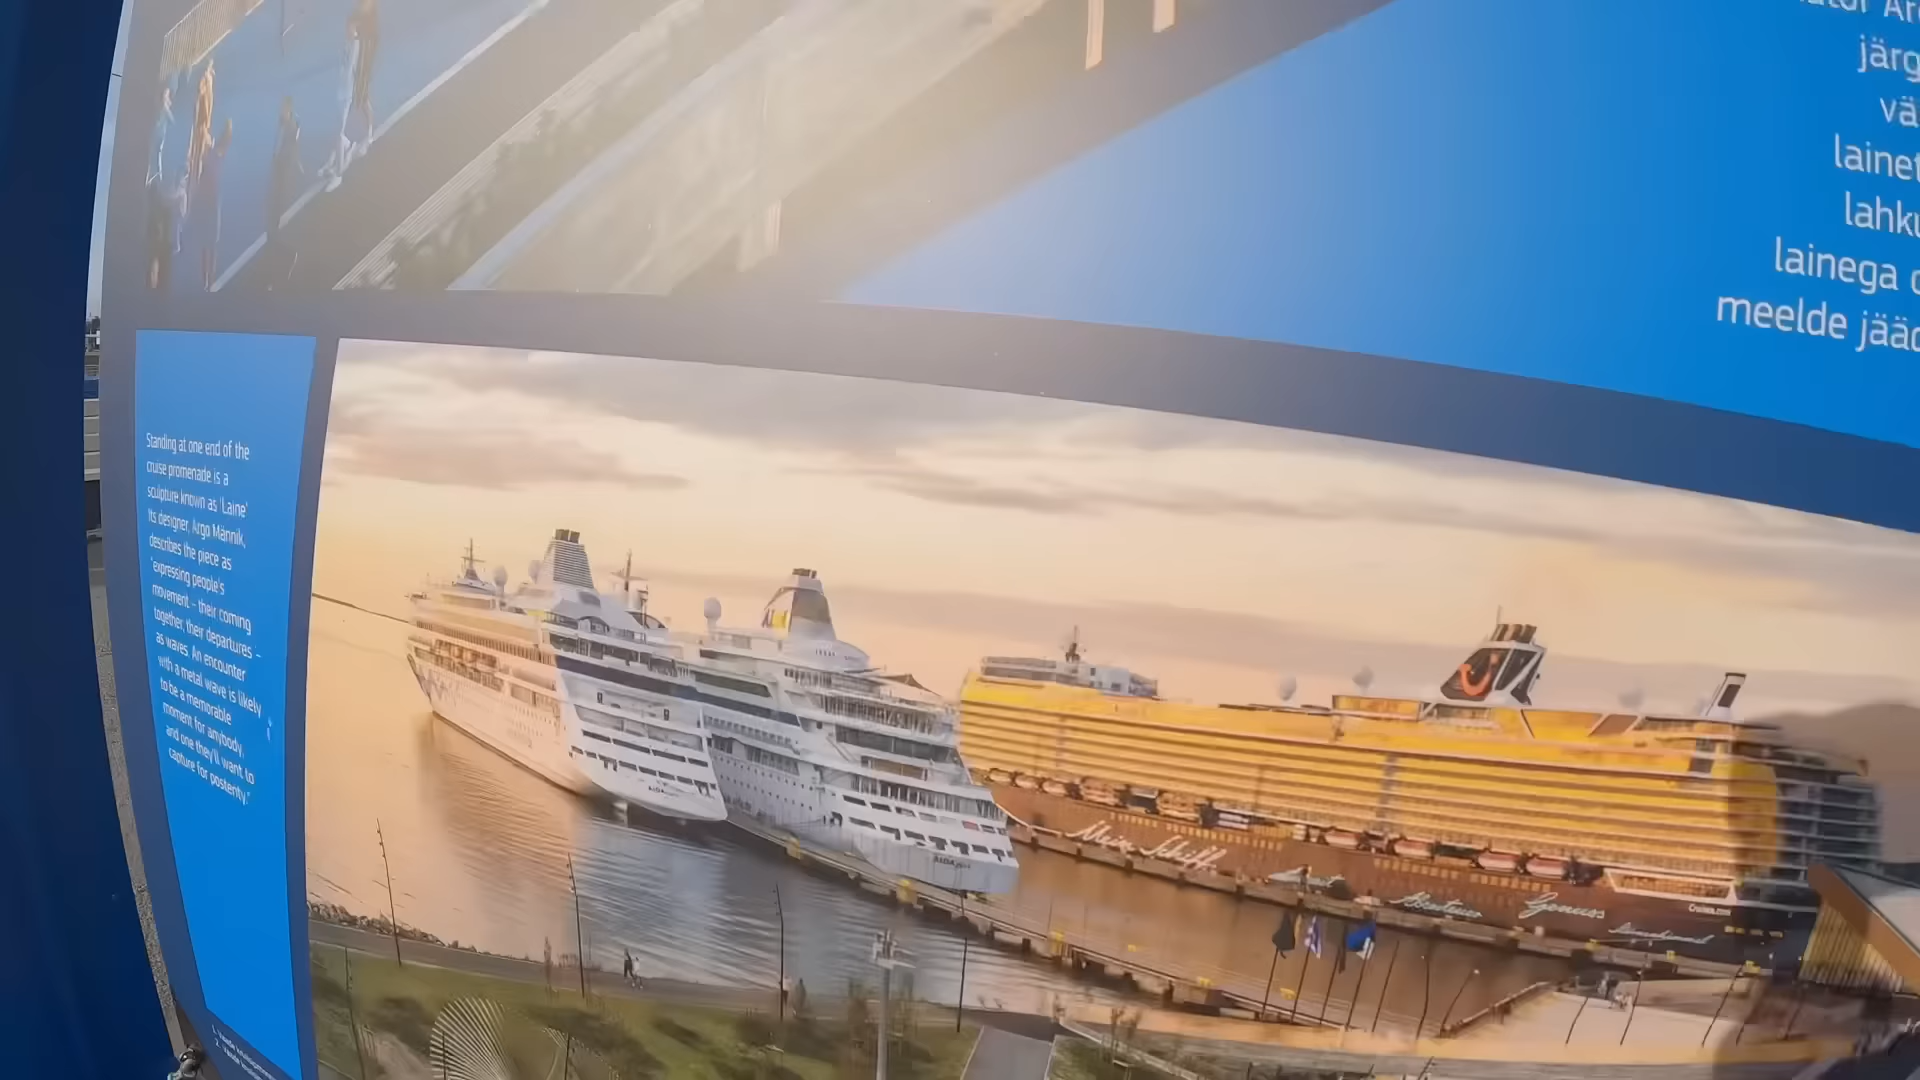 järg
vä
lainet
lahku
lainega
meelde jääd
Standing at one end of the
cruise promenade is a
sculpture known as 'Laine'
Its designer, Argo Männik,
describes the piece as
'expressing people's
movement – their coming
together, their departures –
as waves. An encounter
with a metal wave is likely
to be a memorable
moment for anybody,
and one they'll want to
capture for posterity.'
Mein Schiff
Genuss